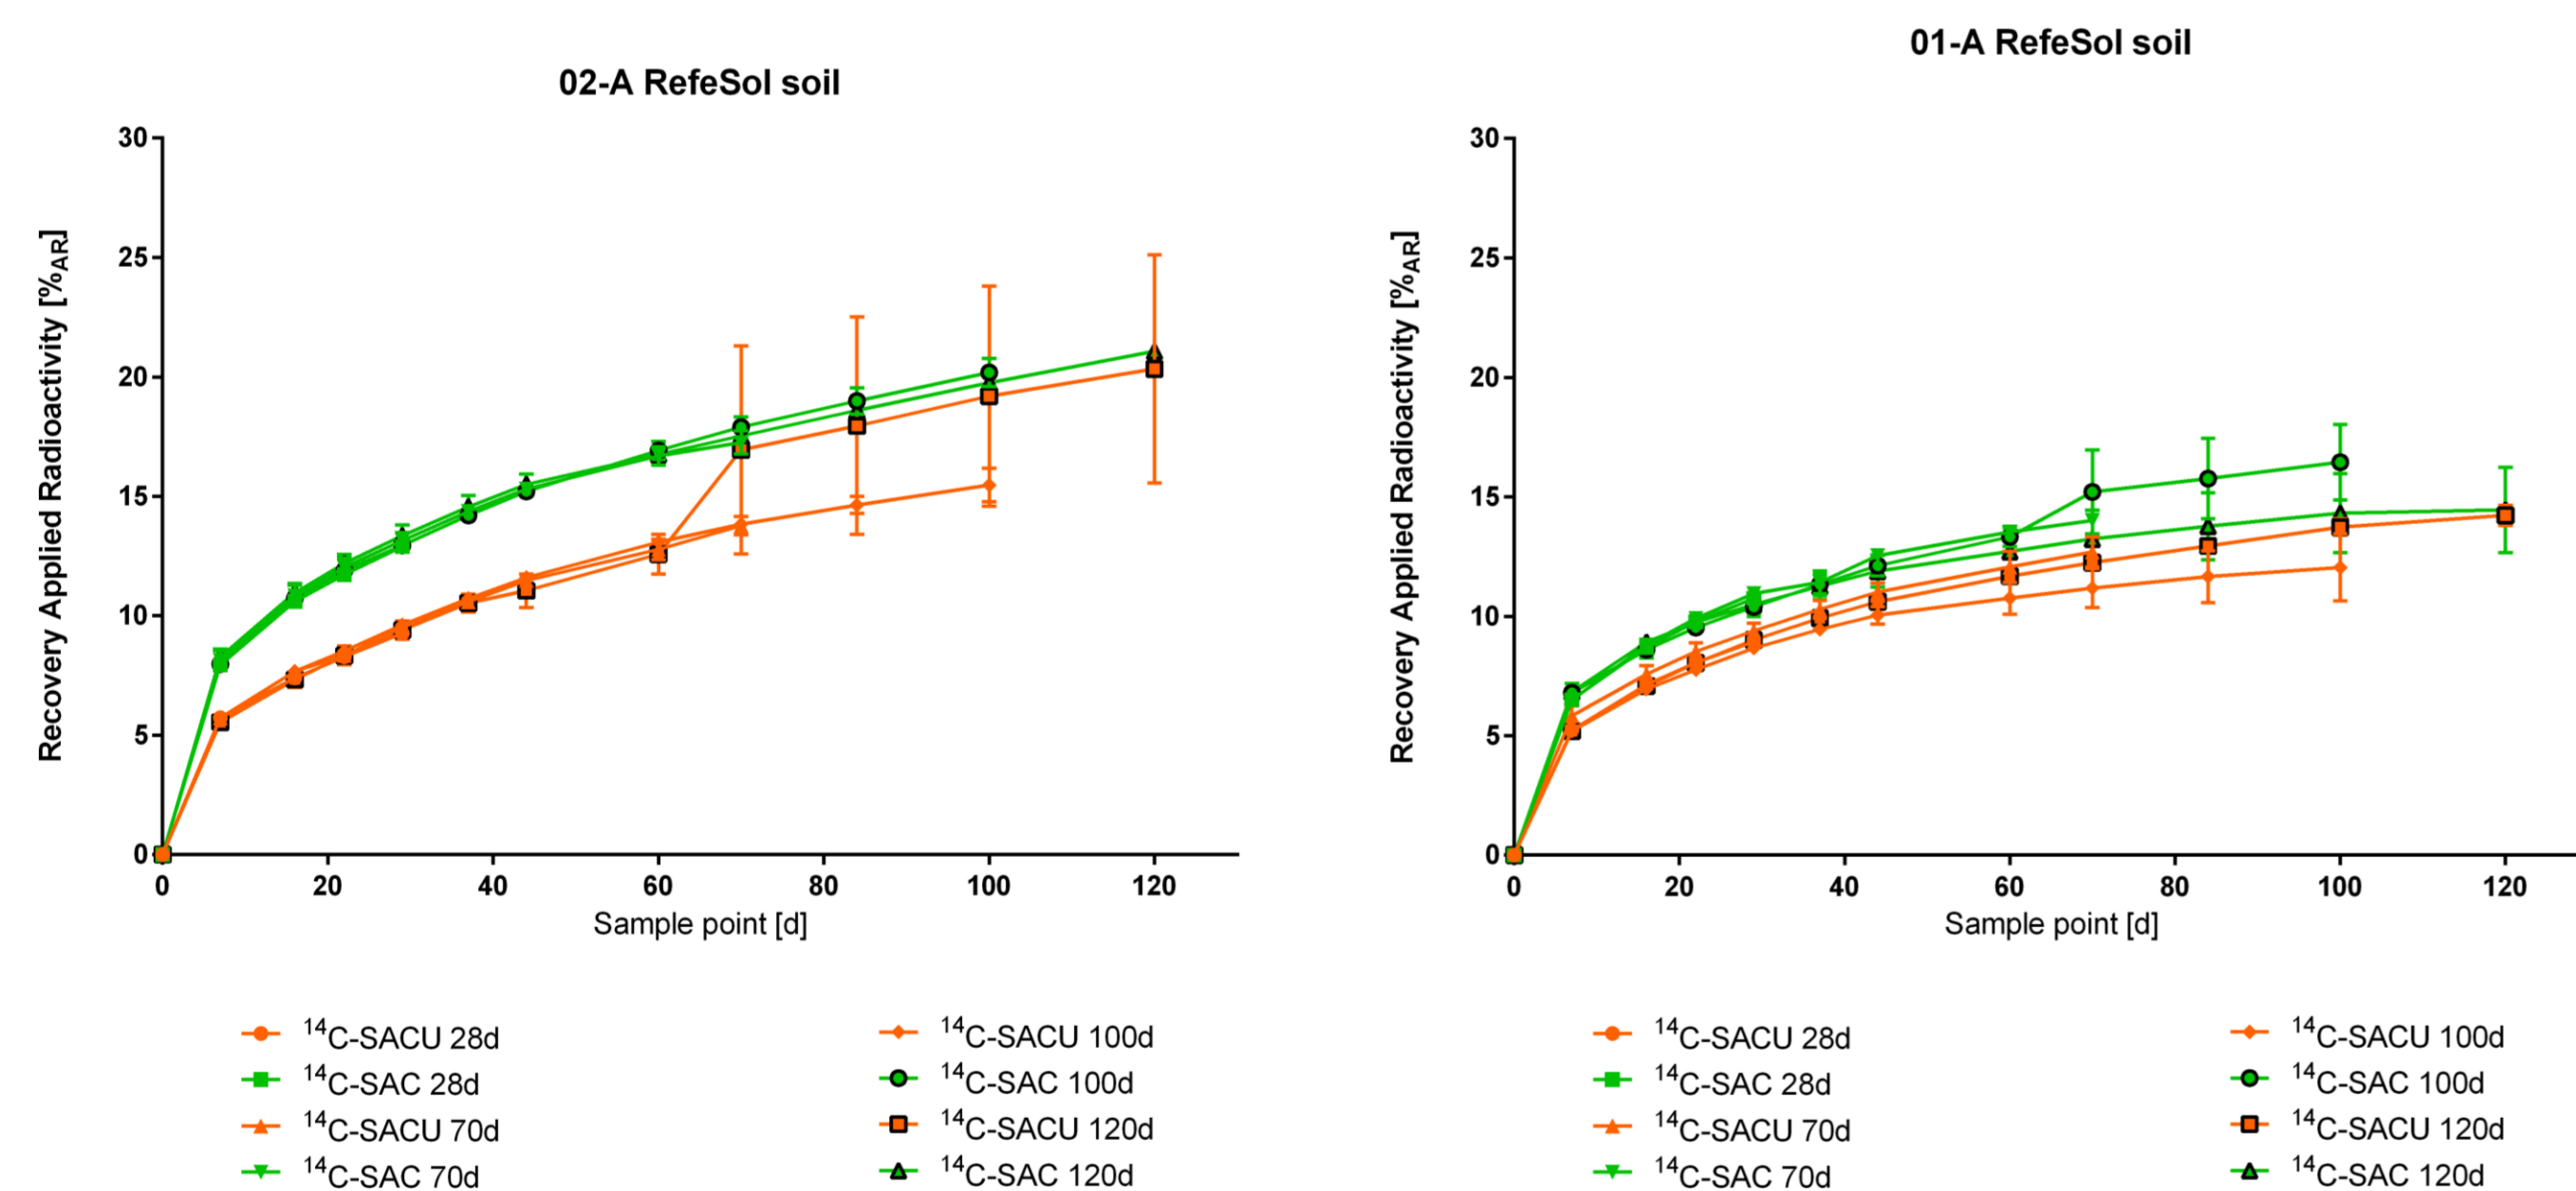 02-A RefeSol soil
30
25
20
15
10
5
0
Recovery Applied Radioactivity [%AR]
0 20 40 60 80 100 120
Sample point [d]
14C-SACU 28d
14C-SAC 28d
14C-SACU 70d
14C-SAC 70d
14C-SACU 100d
14C-SAC 100d
14C-SACU 120d
14C-SAC 120d
01-A RefeSol soil
30
25
20
15
10
5
0
Recovery Applied Radioactivity [%AR]
0 20 40 60 80 100 120
Sample point [d]
14C-SACU 28d
14C-SAC 28d
14C-SACU 70d
14C-SAC 70d
14C-SACU 100d
14C-SAC 100d
14C-SACU 120d
14C-SAC 120d